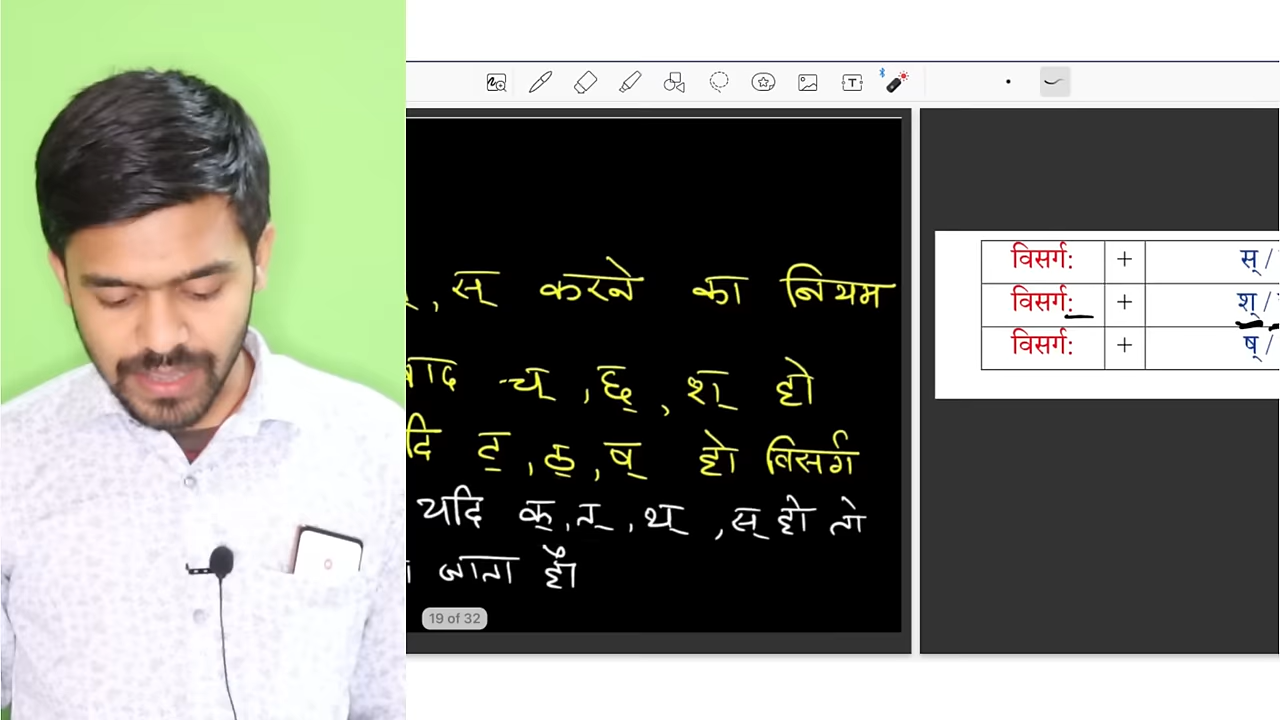 स् करने का नियम
च् , छ् , श् हो
ट् , ठ् , ष् हो विसर्ग
यदि क् , त् , थ् , स् हो तो
जाता है।
19 of 32
विसर्ग: + स् /
विसर्ग: + श् /
विसर्ग: + ष् /